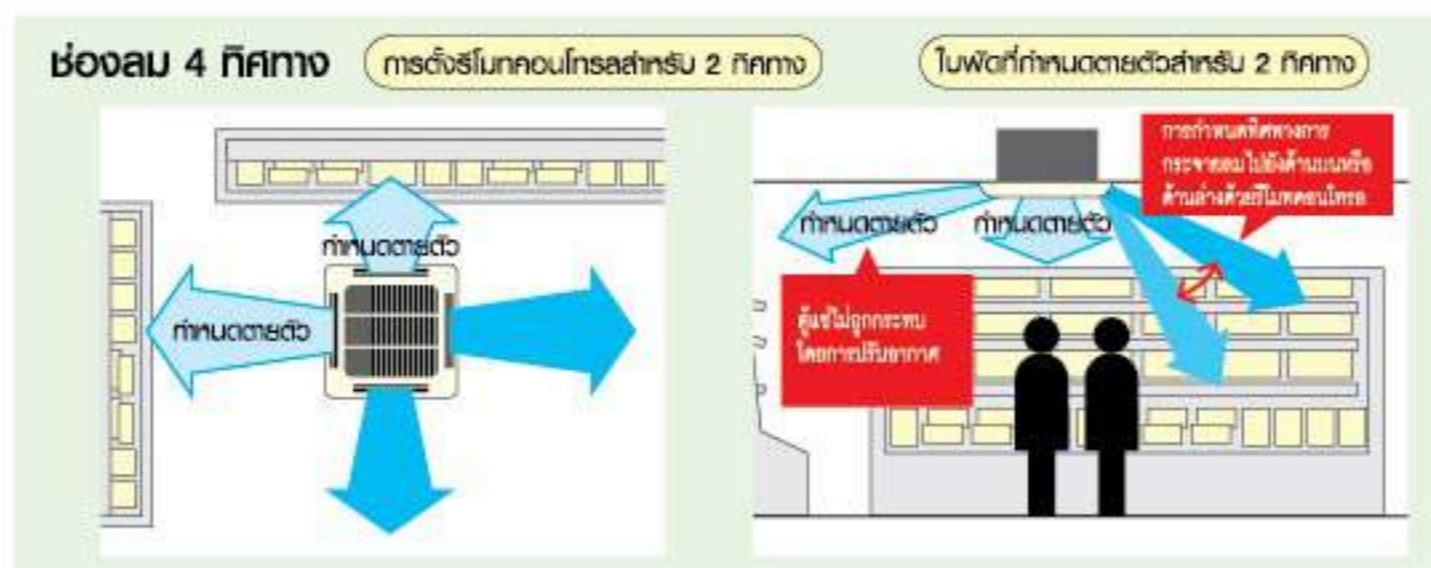 ช่องลม 4 ทิศทาง
การตั้งรีโมทคอนโทรลสำหรับ 2 ทิศทาง
ใบพัดที่กำหนดตายตัวสำหรับ 2 ทิศทาง
กำหนดตายตัว
กำหนดตายตัว
การกำหนดทิศทางการ
กระจายลมไปยังด้านบนหรือ
ด้านล่างด้วยรีโมทคอนโทรล
กำหนดตายตัว
กำหนดตายตัว
ตู้แช่ไม่ถูกกระทบ
โดยการปรับอากาศ